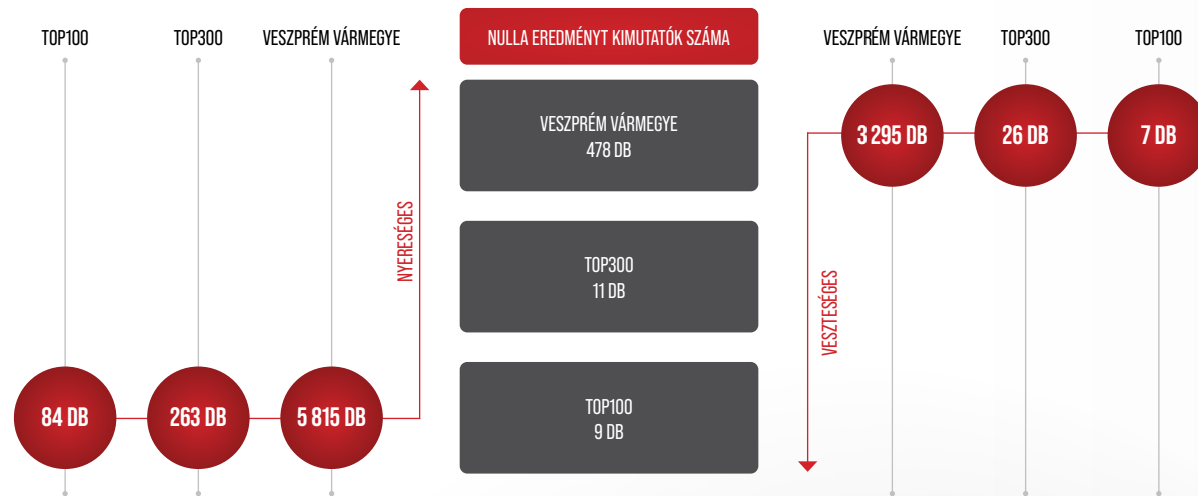 TOP100
TOP300
VESZPRÉM VÁRMEGYE
NULLA EREDMÉNYT KIMUTATÓK SZÁMA
VESZPRÉM VÁRMEGYE
TOP300
TOP100
VESZPRÉM VÁRMEGYE
478 DB
3 295 DB
26 DB
7 DB
NYERESÉGES
TOP300
11 DB
VESZTESÉGES
84 DB
263 DB
5 815 DB
TOP100
9 DB